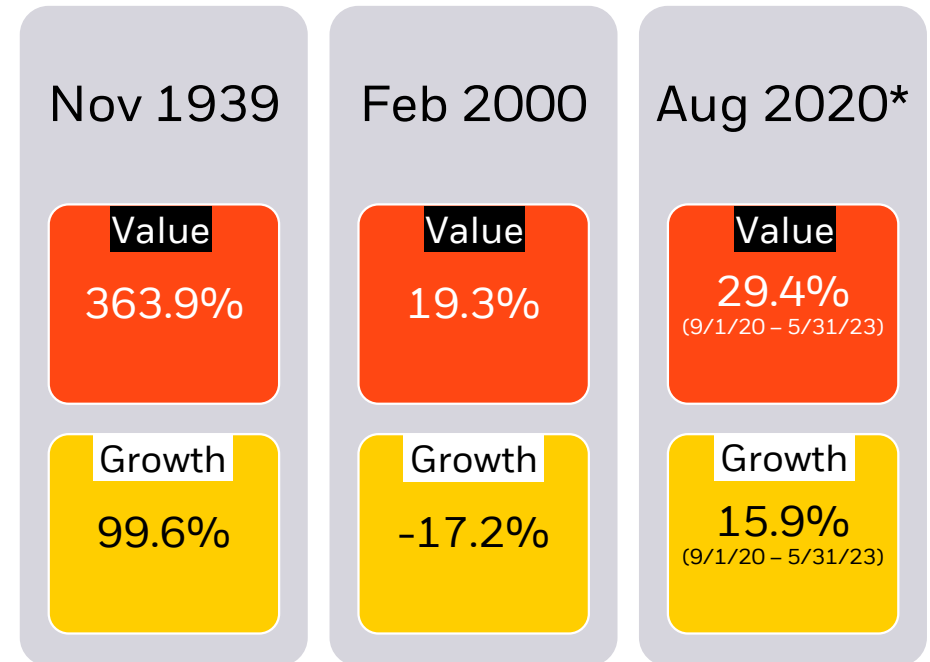 Nov 1939
Value
363.9%
Growth
99.6%
Feb 2000
Value
19.3%
Growth
-17.2%
Aug 2020*
Value
29.4%
(9/1/20 – 5/31/23)
Growth
15.9%
(9/1/20 – 5/31/23)